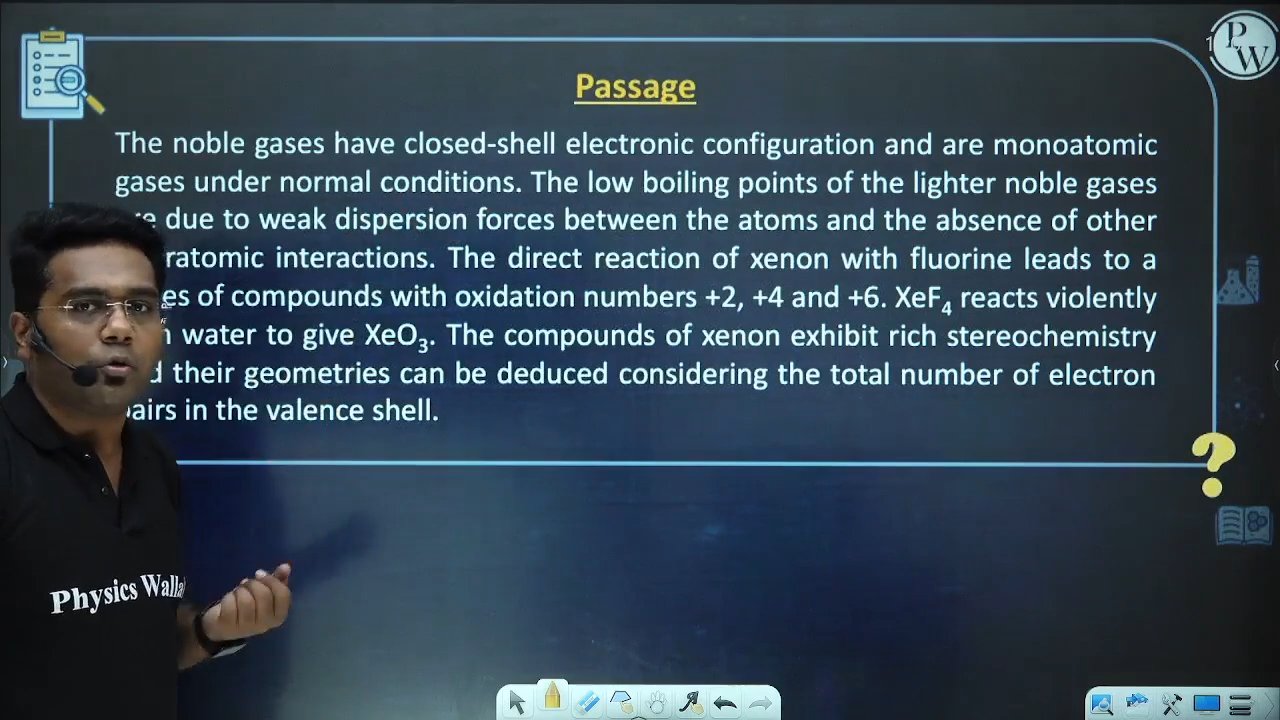 P
W
Passage
The noble gases have closed-shell electronic configuration and are monoatomic
gases under normal conditions. The low boiling points of the lighter noble gases
due to weak dispersion forces between the atoms and the absence of other
interactions. The direct reaction of xenon with fluorine leads to a
of compounds with oxidation numbers +2, +4 and +6. XeF₄ reacts violently
water to give XeO₃. The compounds of xenon exhibit rich stereochemistry
their geometries can be deduced considering the total number of electron
in the valence shell.
Physics Walla